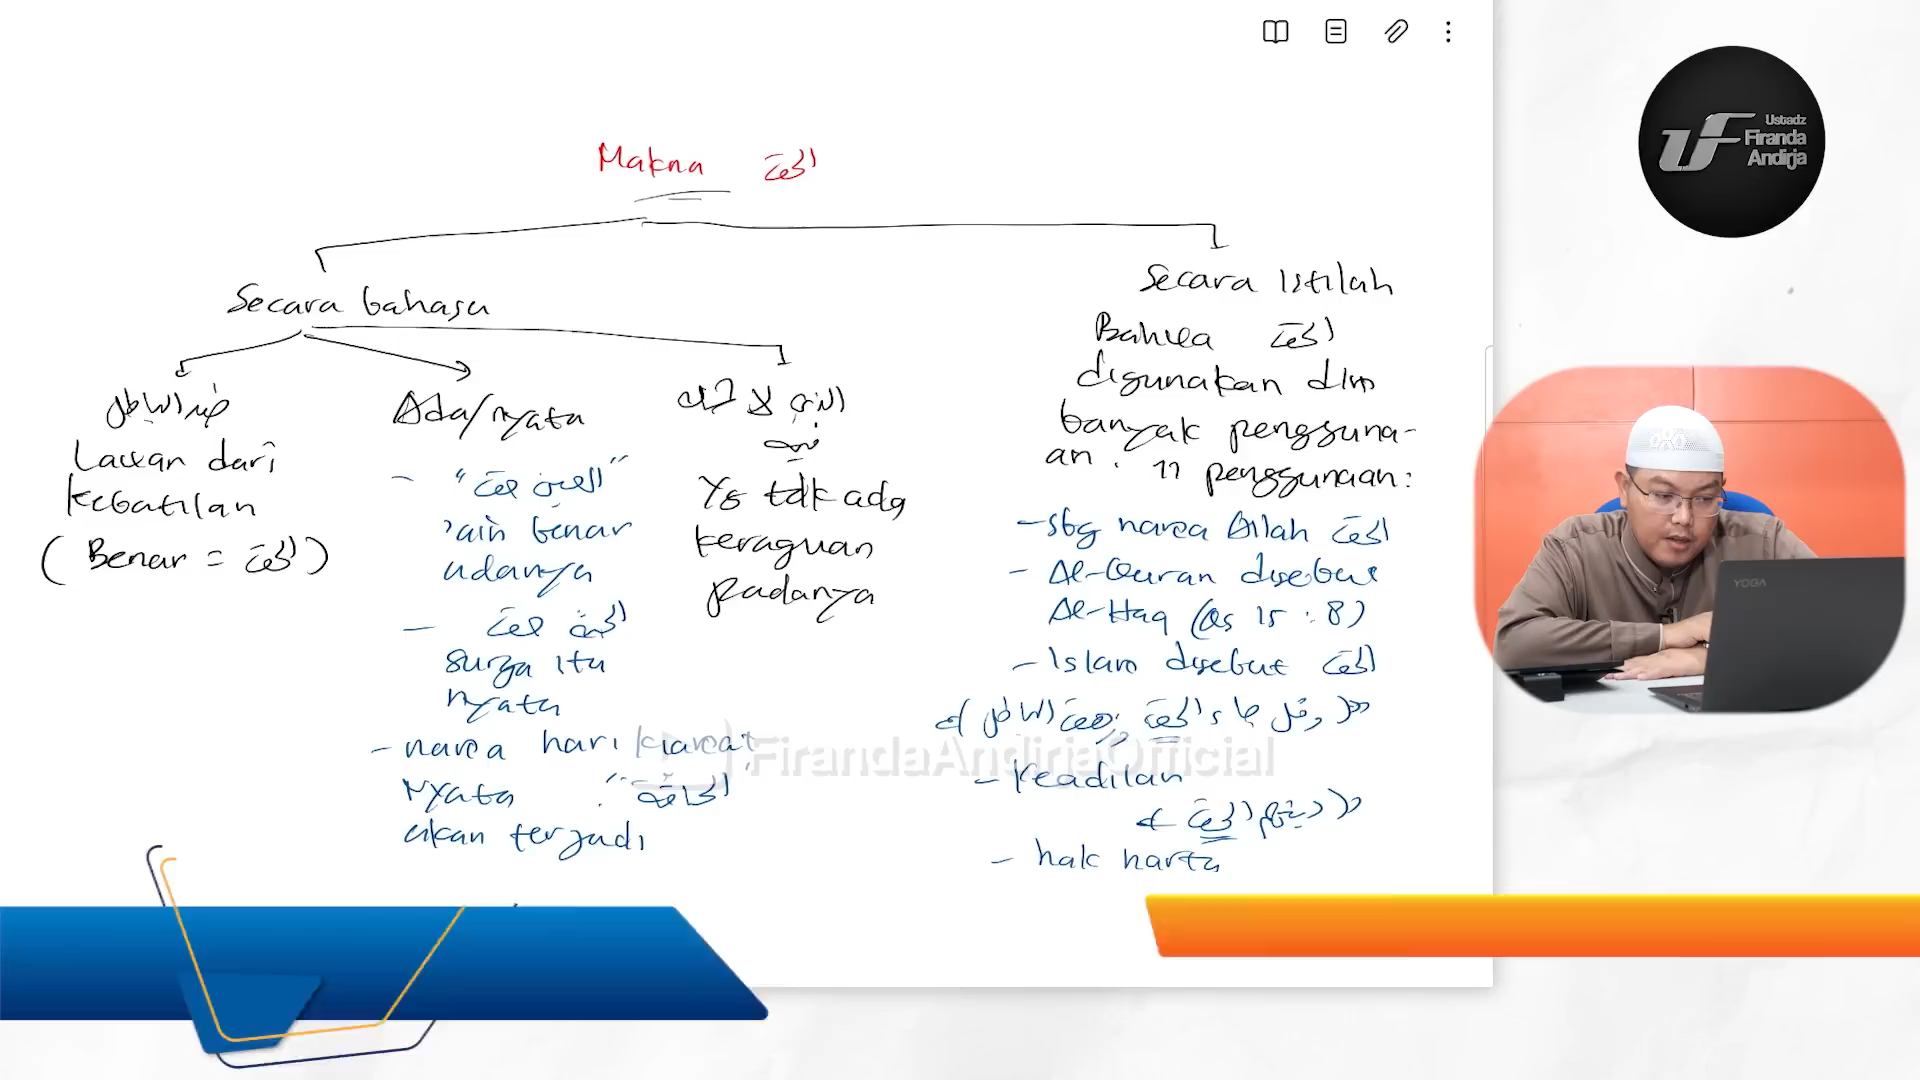 Makna الحق
Secara bahasa
ضد الباطل
Lawan dari
kebatilan
( Benar = الحق )
Ada/nyata
- "العين حق"
'ain benar
adanya
- الجنة حق
surga itu
nyata
- nama hari kiamat
Nyata "الحاقة"
akan terjadi
الذي لا شك
فيه
Yg tdk ada
keraguan
padanya
Secara istilah
Bahwa الحق
digunakan dlm
banyak pengguna-
an. 11 penggunaan:
- sbg nama Allah الحق
- Al-Quran disebut
Al-Haq (Qs 15 : 8)
- Islam disebut الحق
وقل جاء الحق وزهق الباطل
- Keadilan
الحق
- hak harta
FirandaAndirjaOfficial
Ustadz
Firanda
Andirja
YOGA